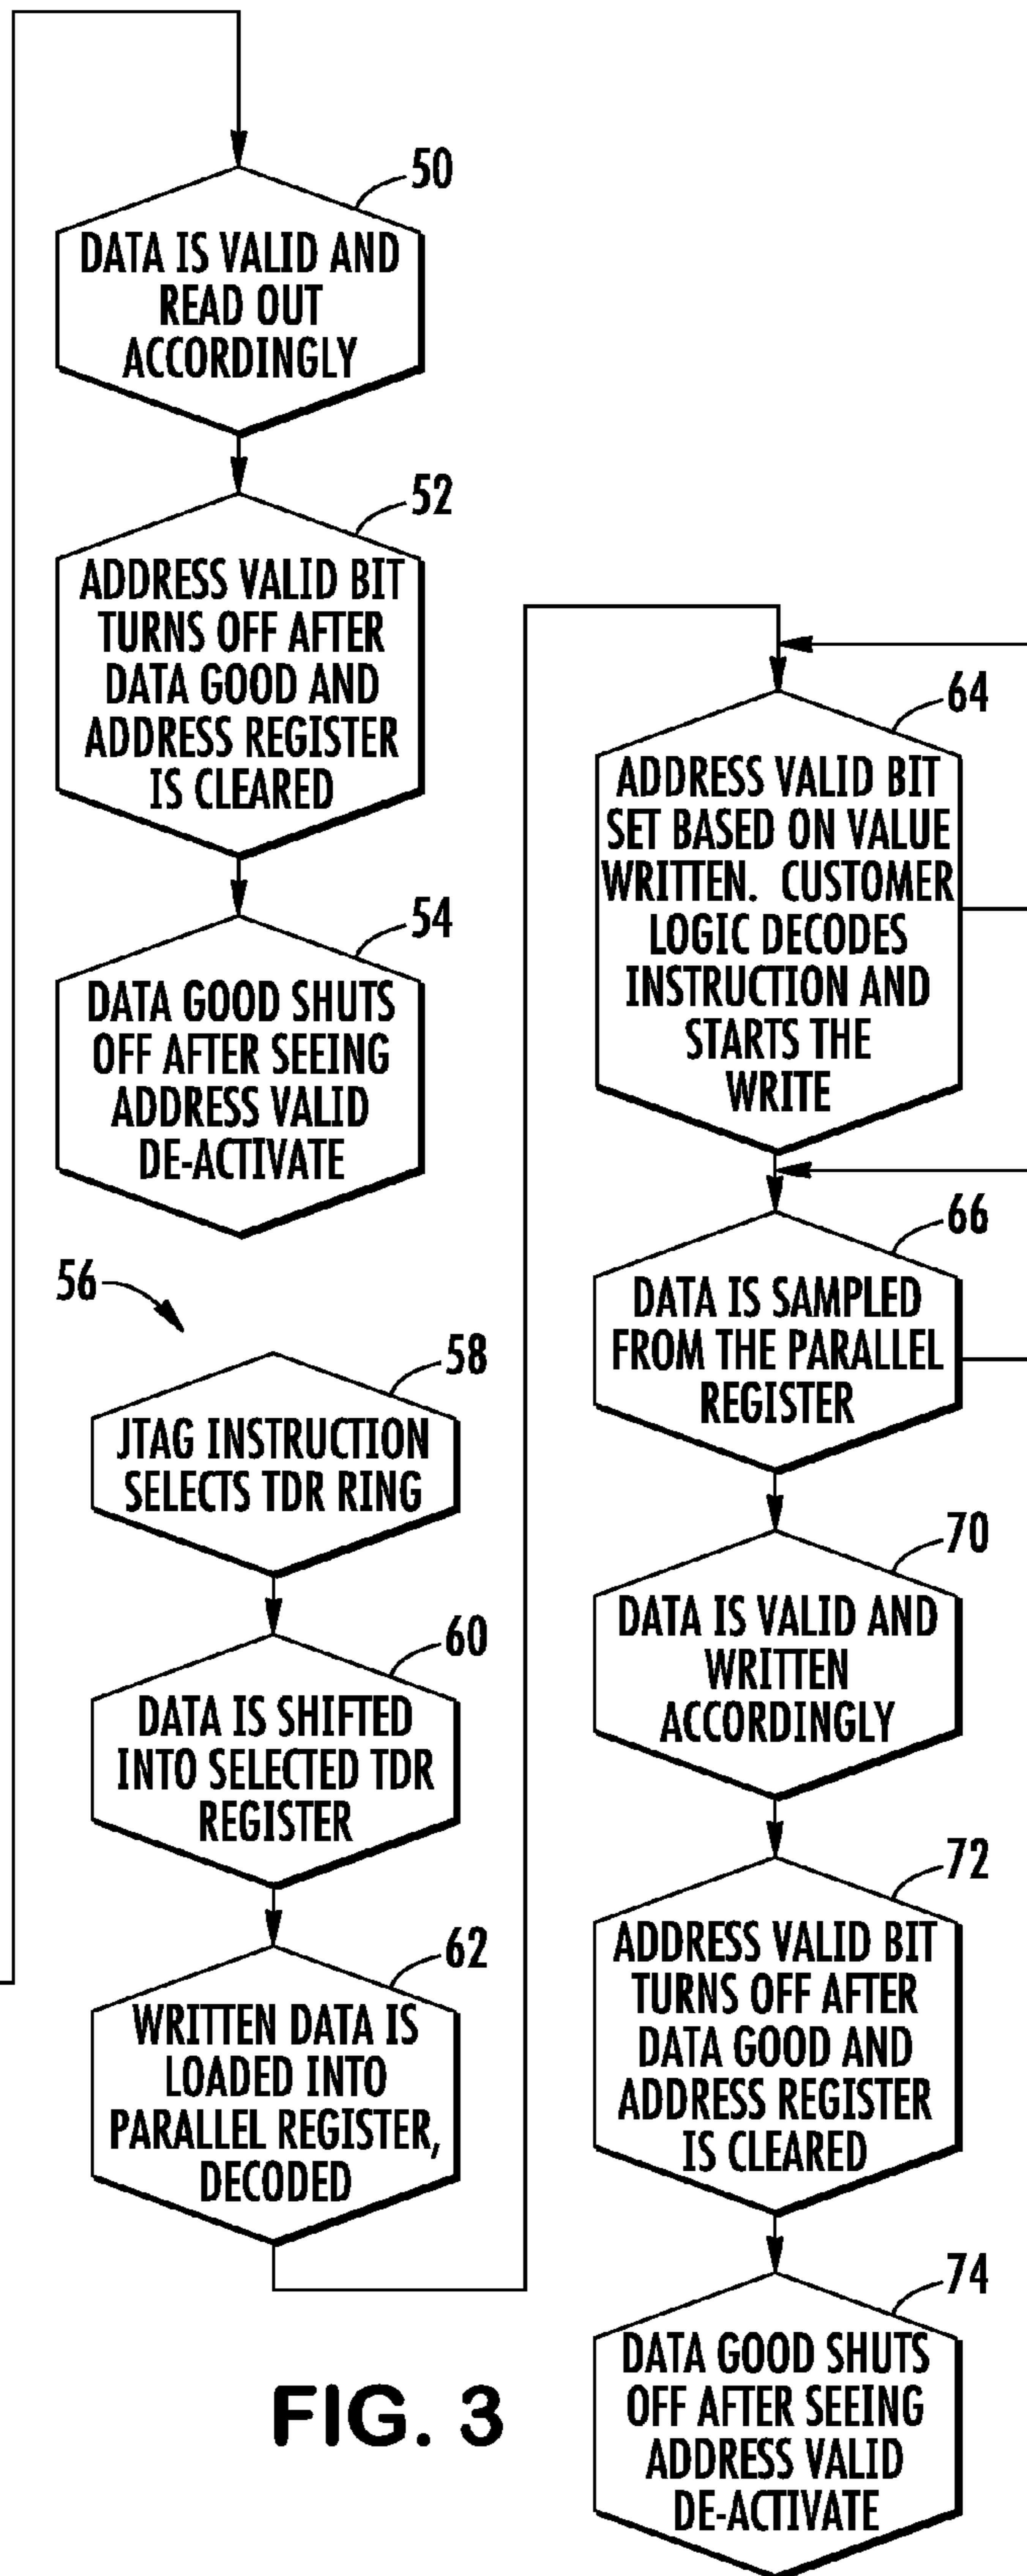 50
DATA IS VALID AND
READ OUT
ACCORDINGLY
52
ADDRESS VALID BIT
TURNS OFF AFTER
DATA GOOD AND
ADDRESS REGISTER
IS CLEARED
54
DATA GOOD SHUTS
OFF AFTER SEEING
ADDRESS VALID
DE-ACTIVATE
56
58
JTAG INSTRUCTION
SELECTS TDR RING
60
DATA IS SHIFTED
INTO SELECTED TDR
REGISTER
62
WRITTEN DATA IS
LOADED INTO
PARALLEL REGISTER,
DECODED
64
ADDRESS VALID BIT
SET BASED ON VALUE
WRITTEN. CUSTOMER
LOGIC DECODES
INSTRUCTION AND
STARTS THE
WRITE
66
DATA IS SAMPLED
FROM THE PARALLEL
REGISTER
70
DATA IS VALID AND
WRITTEN
ACCORDINGLY
72
ADDRESS VALID BIT
TURNS OFF AFTER
DATA GOOD AND
ADDRESS REGISTER
IS CLEARED
74
DATA GOOD SHUTS
OFF AFTER SEEING
ADDRESS VALID
DE-ACTIVATE
FIG. 3